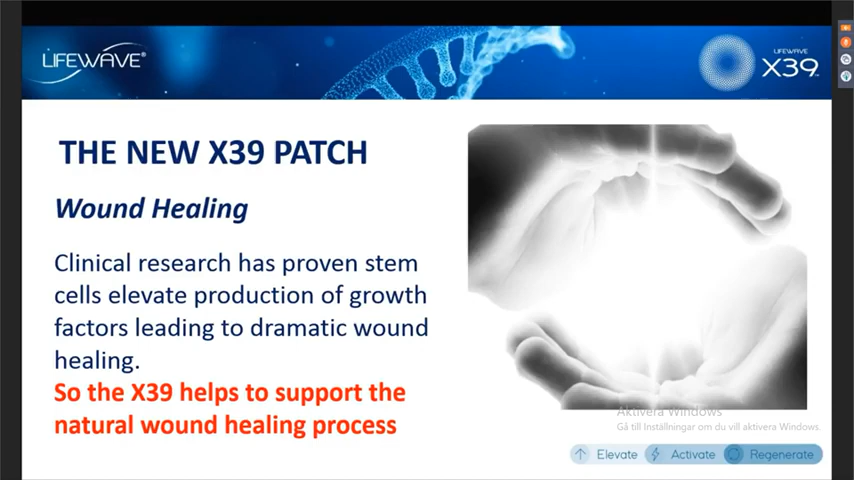 LIFEWAVE®
LIFEWAVE
X39™
THE NEW X39 PATCH
Wound Healing
Clinical research has proven stem
cells elevate production of growth
factors leading to dramatic wound
healing.
So the X39 helps to support the
natural wound healing process
Aktivera Windows
Gå till Inställningar om du vill aktivera Windows.
Elevate
Activate
Regenerate